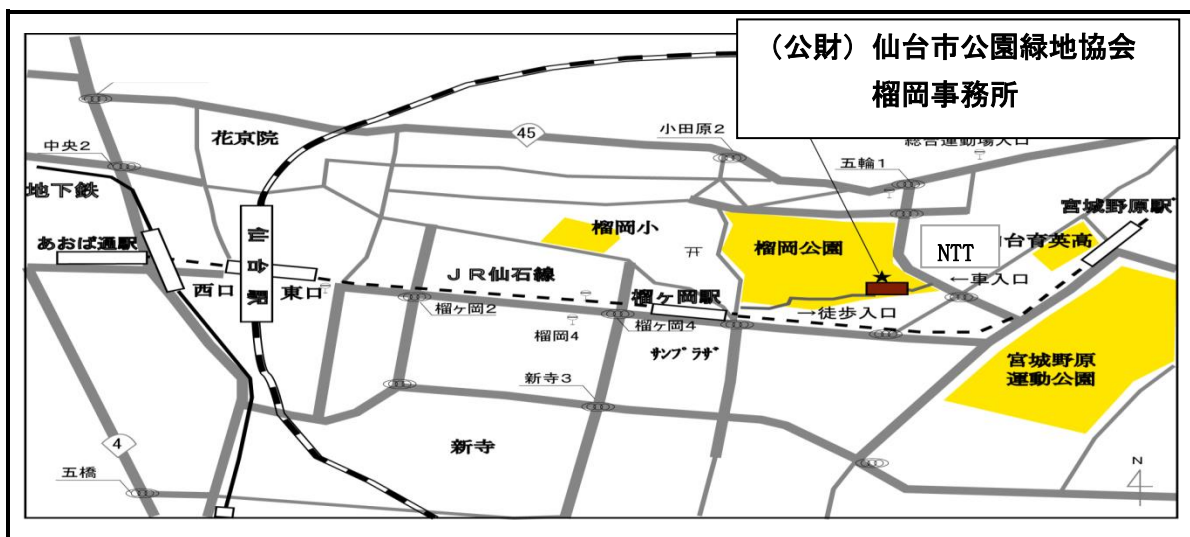 （公財）仙台市公園緑地協会
榴岡事務所
花京院
45
小田原2
中央2
五輪1
総合運動場入口
地下鉄
宮城野原駅
榴岡小
榴岡公園
NTT
台育英高
あおば通駅
仙台駅
ＪＲ仙石線
←車入口
西口
東口
榴ヶ岡駅
→徒歩入口
榴ヶ岡2
榴岡4
榴ヶ岡4
ｻﾝﾌﾟﾗｻﾞ
宮城野原
運動公園
新寺3
4
新寺
五橋
N